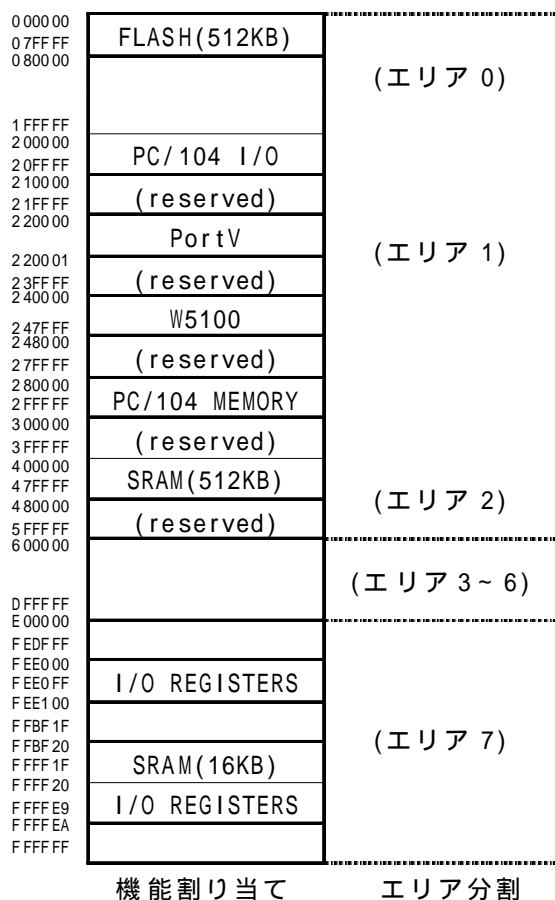 000000
07FFFF FLASH(512KB)
080000 (エリア 0)
1FFFFF
200000
20FFFF PC/104 I/O
210000
21FFFF (reserved)
220000
PortV
220001 (エリア 1)
23FFFF (reserved)
240000
W5100
247FFF
248000
27FFFF (reserved)
280000
2FFFFF PC/104 MEMORY
300000
3FFFFF (reserved)
400000
47FFFF SRAM(512KB)
480000 (エリア 2)
5FFFFF (reserved)
600000
(エリア 3~6)
DFFFFF
E00000
FEDFFF
FEE000
FEE0FF I/O REGISTERS
FEE100
FFBF1F
FFBF20 (エリア 7)
FFFF1F SRAM(16KB)
FFFF20
FFFFE9 I/O REGISTERS
FFFFEA
FFFFFF
機能割り当て エリア分割